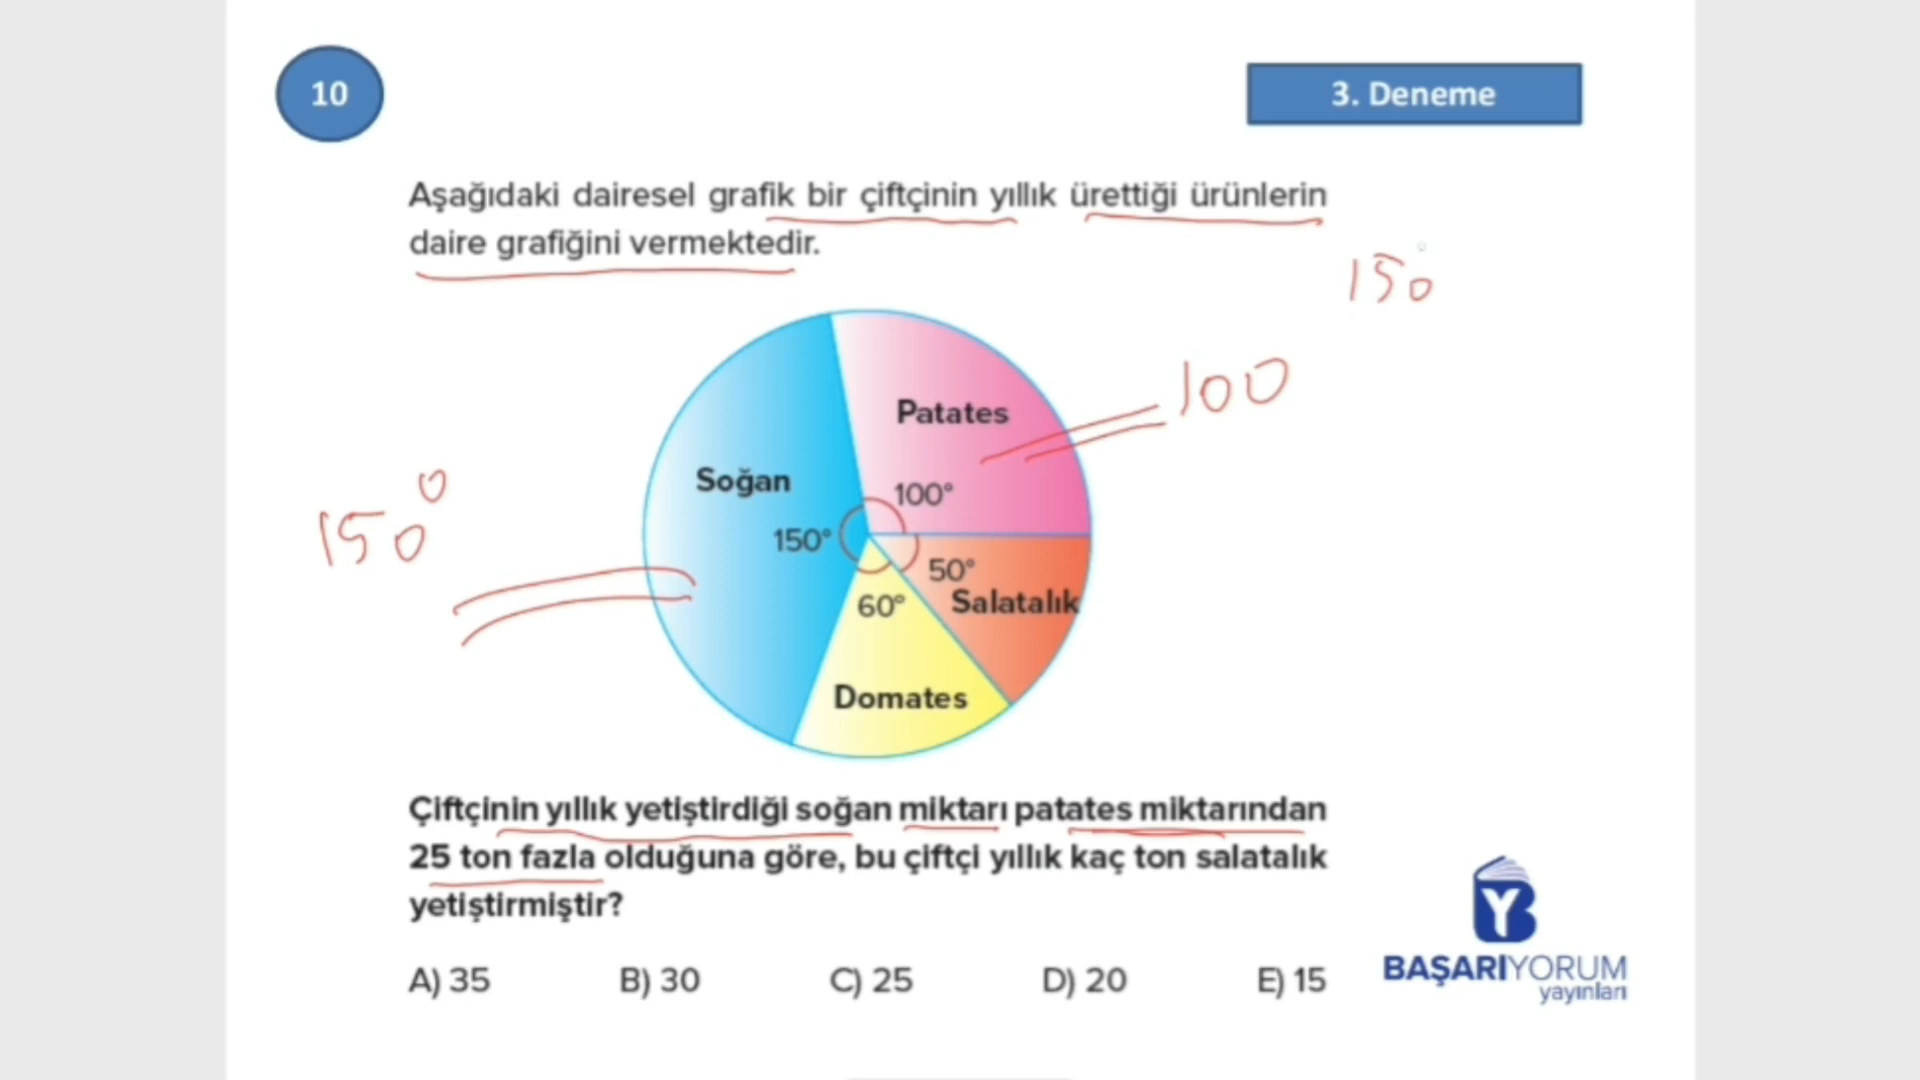 10
3. Deneme
Aşağıdaki dairesel grafik bir çiftçinin yıllık ürettiği ürünlerin
daire grafiğini vermektedir.
150
100
Patates
Soğan
100°
150°
150°
50°
Salatalık
60°
Domates
Çiftçinin yıllık yetiştirdiği soğan miktarı patates miktarından
25 ton fazla olduğuna göre, bu çiftçi yıllık kaç ton salatalık
yetiştirmiştir?
A) 35 B) 30 C) 25 D) 20 E) 15
BAŞARIYORUM
yayınları